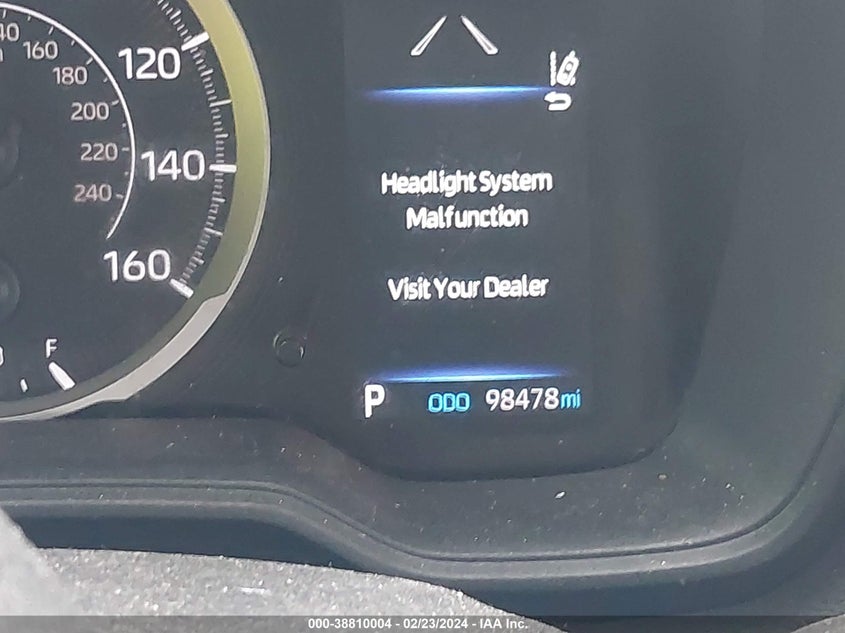 160
180
200
220
240
120
140
160
F
Headlight System
Malfunction
Visit Your Dealer
P ODO 98478 mi
000-38810004 - 02/23/2024 - IAA Inc.